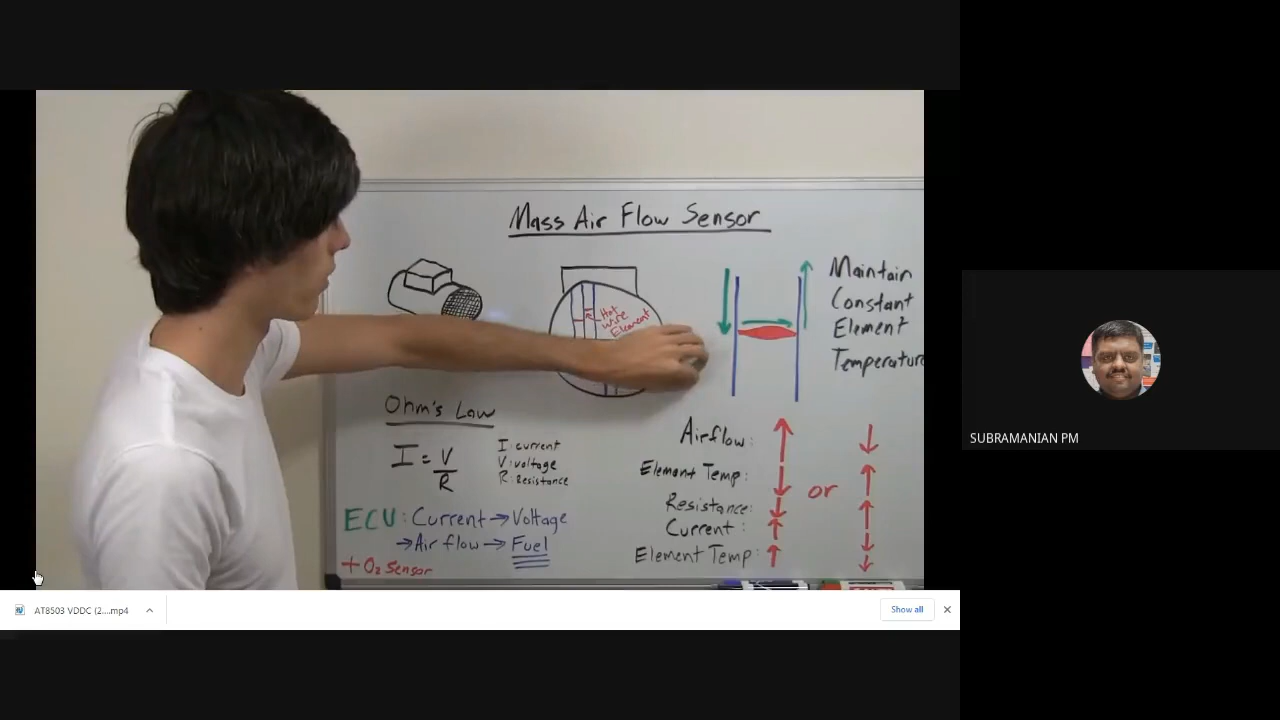 Mass Air Flow Sensor
Hot
Wire
Element
Maintain
Constant
Element
Temperature
Ohm's Law
I = V
R
I: current
V: voltage
R: Resistance
ECU: Current → Voltage
→ Air flow → Fuel
+ O₂ Sensor
Airflow: ↑ ↓
Element Temp: ↓ ↑
or
Resistance: ↓ ↑
Current: ↑ ↓
Element Temp: ↑ ↓
SUBRAMANIAN PM
AT8503 VDDC (2....mp4
Show all